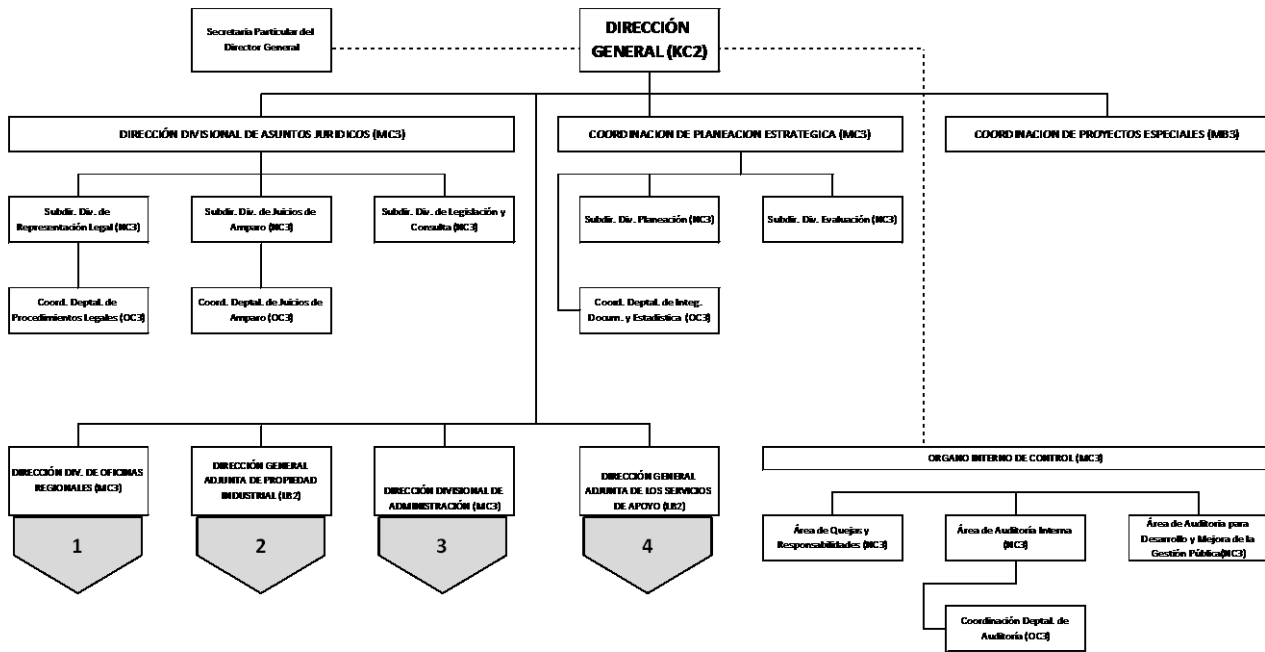 Secretaría Particular del
Director General
DIRECCIÓN
GENERAL (KC2)
DIRECCIÓN DIVISIONAL DE ASUNTOS JURIDICOS (MC3)
COORDINACION DE PLANEACION ESTRATEGICA (MC3)
COORDINACION DE PROYECTOS ESPECIALES (MB3)
Subdir. Div. de
Representación Legal (NC3)
Subdir. Div. de Juicios de
Amparo (NC3)
Subdir. Div. de Legislación y
Consulta (NC3)
Subdir. Div. Planeación (NC3)
Subdir. Div. Evaluación (NC3)
Coord. Deptal. de
Procedimientos Legales (OC3)
Coord. Deptal. de Juicios de
Amparo (OC3)
Coord. Deptal. de Integ.
Docum. y Estadística (OC3)
DIRECCIÓN DIV. DE OFICINAS
REGIONALES (MC3)
DIRECCIÓN GENERAL
ADJUNTA DE PROPIEDAD
INDUSTRIAL (LB2)
DIRECCIÓN DIVISIONAL DE
ADMINISTRACIÓN (MC3)
DIRECCIÓN GENERAL
ADJUNTA DE LOS SERVICIOS
DE APOYO (LB2)
ORGANO INTERNO DE CONTROL (MC3)
1
2
3
4
Área de Quejas y
Responsabilidades (NC3)
Área de Auditoría Interna
(NC3)
Área de Auditoria para
Desarrollo y Mejora de la
Gestión Pública(NC3)
Coordinación Deptal. de
Auditoría (OC3)